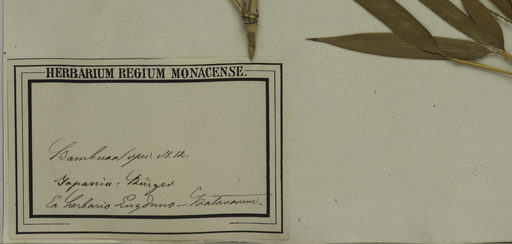 HERBARIUM REGIUM MONACENSE.
Bambusa spec. N. 12.
Japonia: Bürger
Ex herbario Lugduno-Batavorum.